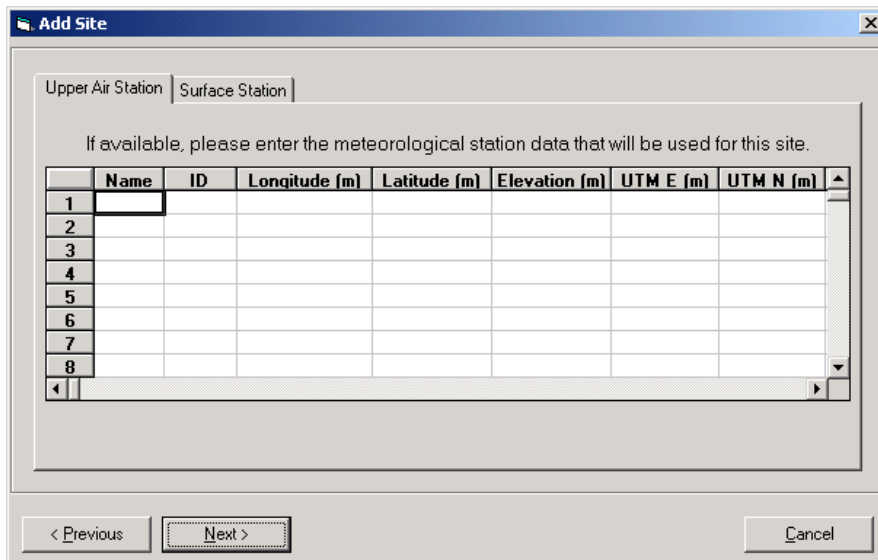 Add Site
Upper Air Station Surface Station
If available, please enter the meteorological station data that will be used for this site.
Name ID Longitude (m) Latitude (m) Elevation (m) UTM E (m) UTM N (m)
1
2
3
4
5
6
7
8
< Previous Next > Cancel